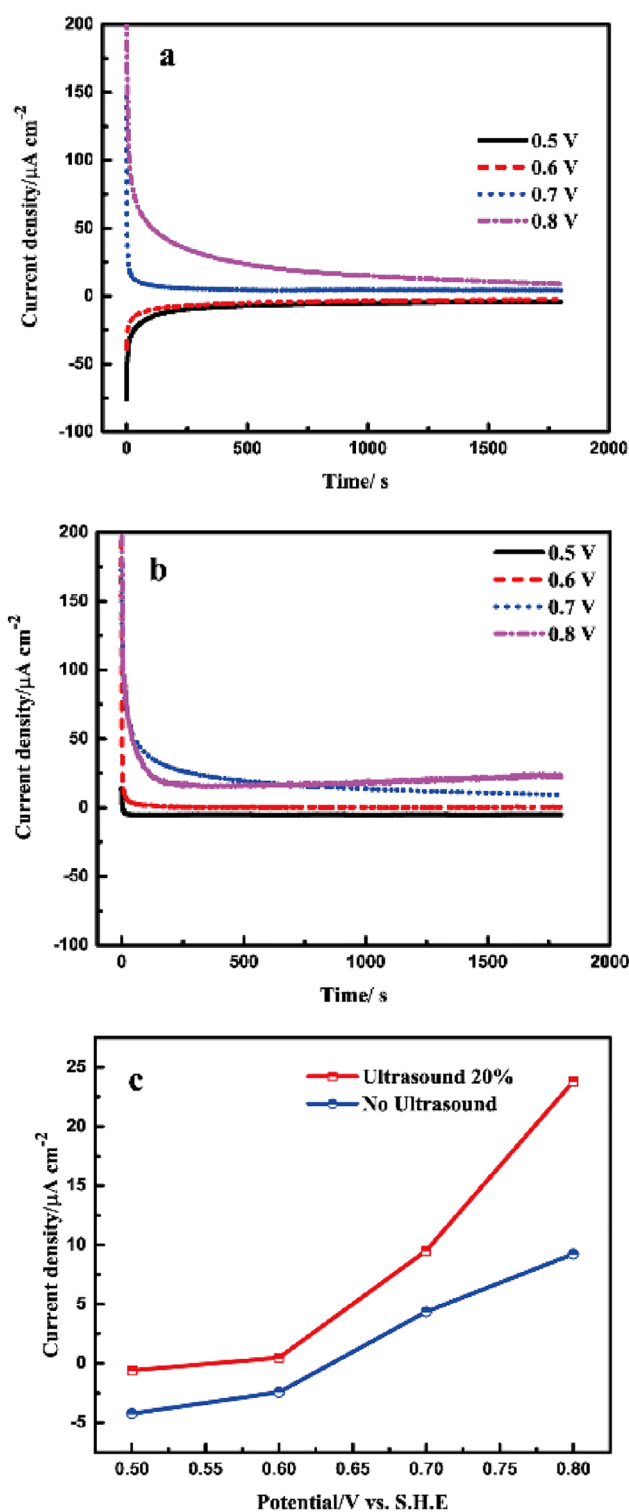 a
200
150
100
50
0
-50
-100
Current density/μA cm⁻²
0.5 V
0.6 V
0.7 V
0.8 V
0 500 1000 1500 2000
Time/ s
b
200
150
100
50
0
-50
-100
Current density/μA cm⁻²
0.5 V
0.6 V
0.7 V
0.8 V
0 500 1000 1500 2000
Time/ s
c
25
20
15
10
5
0
-5
Current density/μA cm⁻²
Ultrasound 20%
No Ultrasound
0.50 0.55 0.60 0.65 0.70 0.75 0.80
Potential/V vs. S.H.E